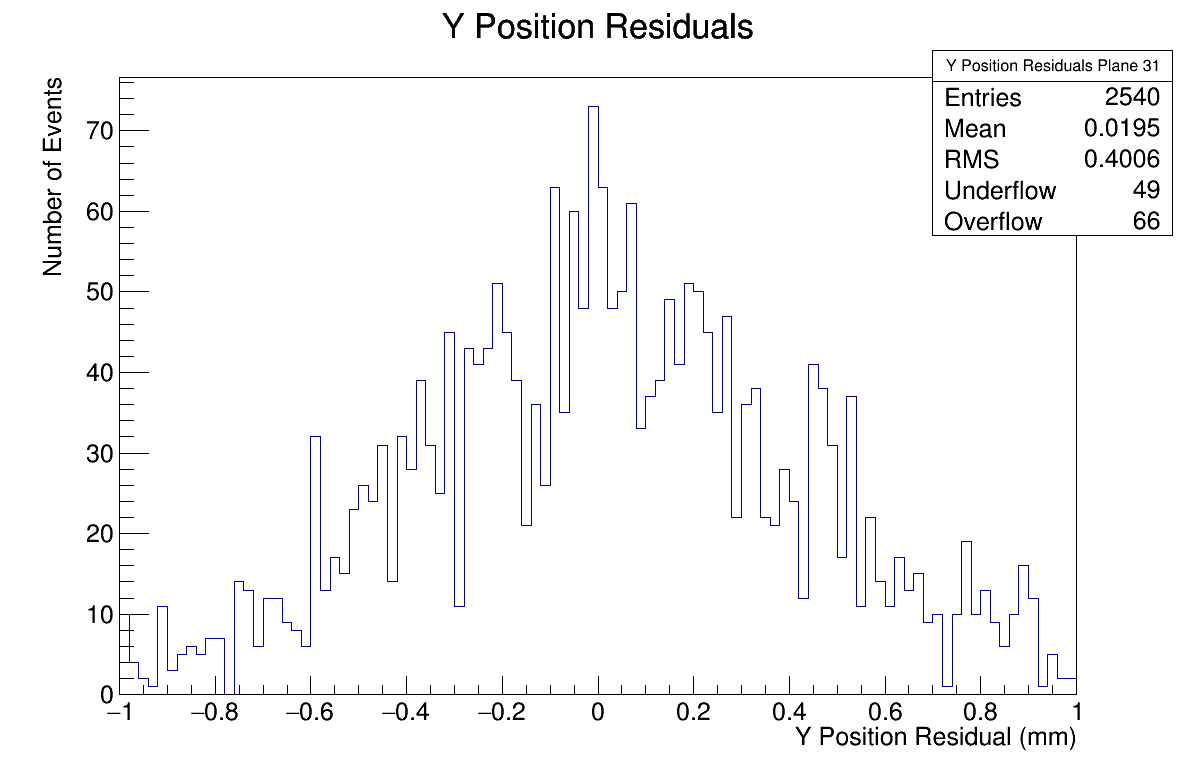 Y Position Residuals
Y Position Residuals Plane 31
Entries 2540
Mean 0.0195
RMS 0.4006
Underflow 49
Overflow 66
Number of Events
70
60
50
40
30
20
10
0
−1 −0.8 −0.6 −0.4 −0.2 0 0.2 0.4 0.6 0.8 1
Y Position Residual (mm)